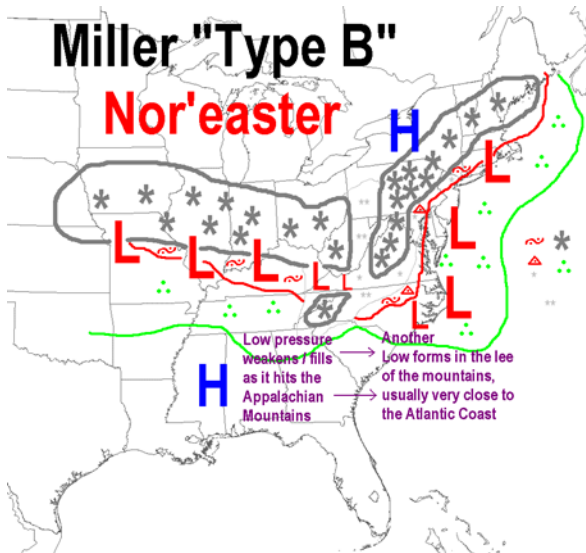 Miller "Type B"
Nor'easter
H
L
L
L
L
L
L
L
L
L
H
Low pressure
weakens / fills
as it hits the
Appalachian
Mountains
Another
Low forms in the lee
of the mountains,
usually very close to
the Atlantic Coast